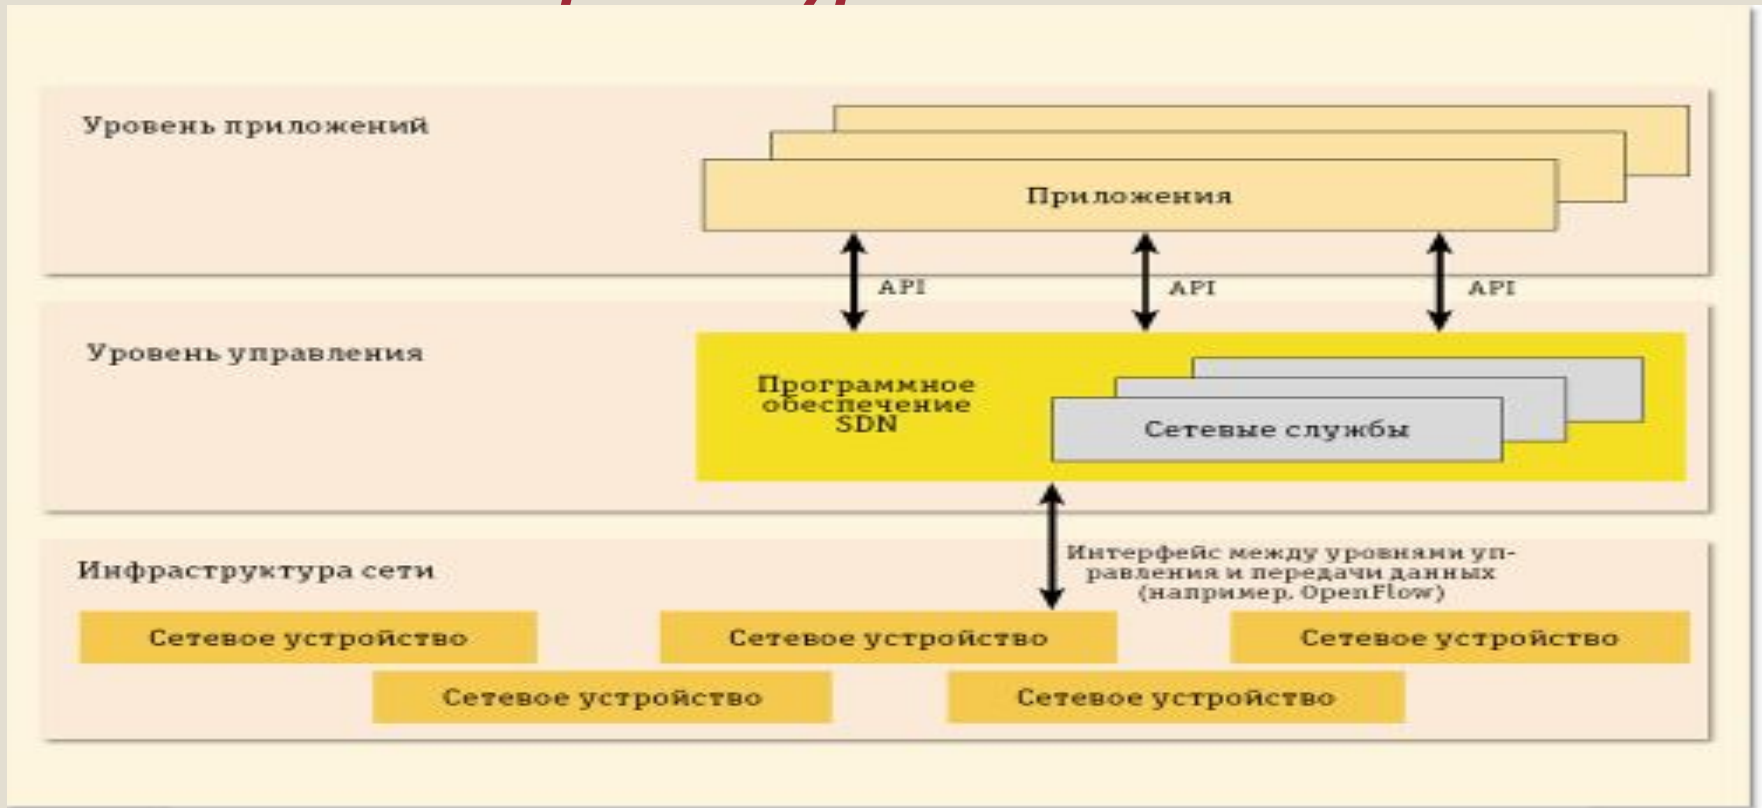 Уровень приложений
Приложения
API
API
API
Уровень управления
Программное
обеспечение
SDN
Сетевые службы
Интерфейс между уровнями уп-
равления и передачи данных
(например, OpenFlow)
Инфраструктура сети
Сетевое устройство
Сетевое устройство
Сетевое устройство
Сетевое устройство
Сетевое устройство